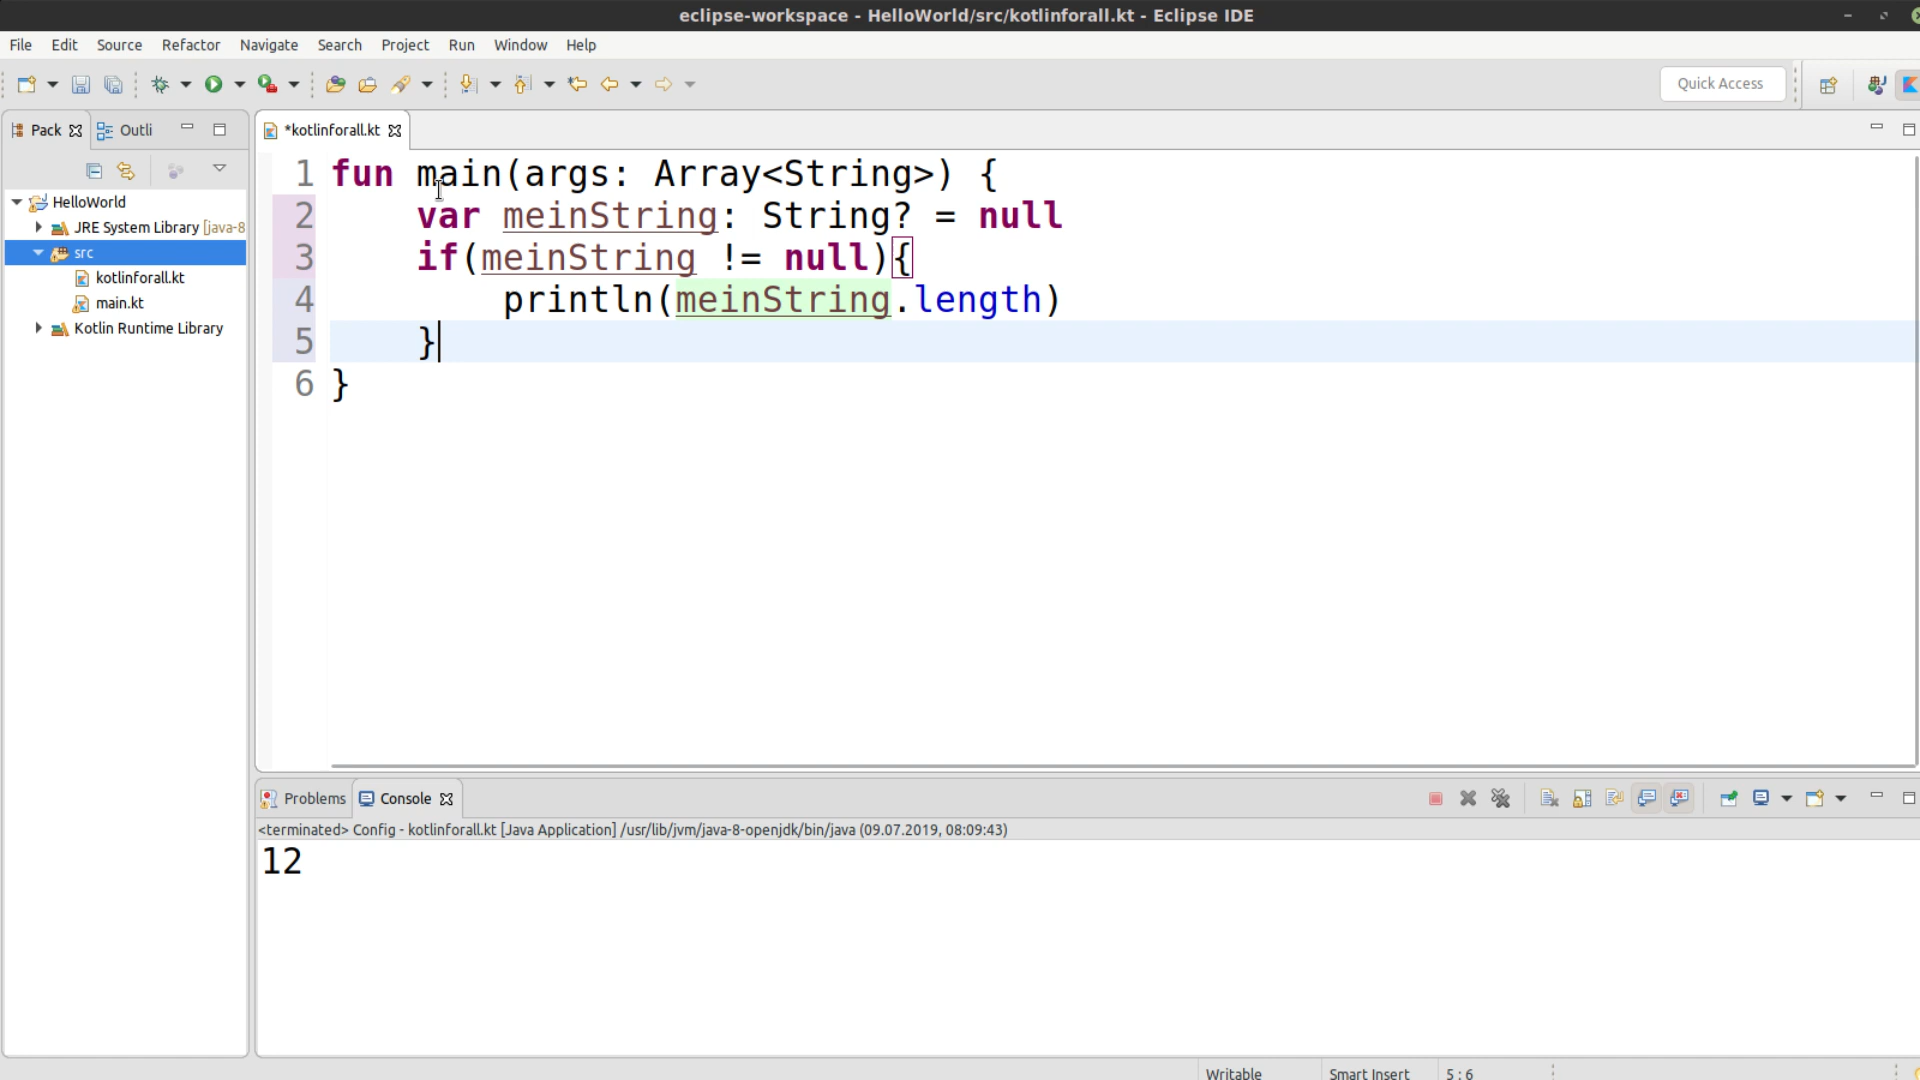 eclipse-workspace - HelloWorld/src/kotlinforall.kt - Eclipse IDE
File Edit Source Refactor Navigate Search Project Run Window Help
Quick Access
Pack Outli
*kotlinforall.kt
HelloWorld
JRE System Library [java-8
src
kotlinforall.kt
main.kt
Kotlin Runtime Library
1 fun main(args: Array<String>) {
2     var meinString: String? = null
3     if(meinString != null){
4         println(meinString.length)
5     }
6 }
Problems Console
<terminated> Config - kotlinforall.kt [Java Application] /usr/lib/jvm/java-8-openjdk/bin/java (09.07.2019, 08:09:43)
12
Writable Smart Insert 5 : 6